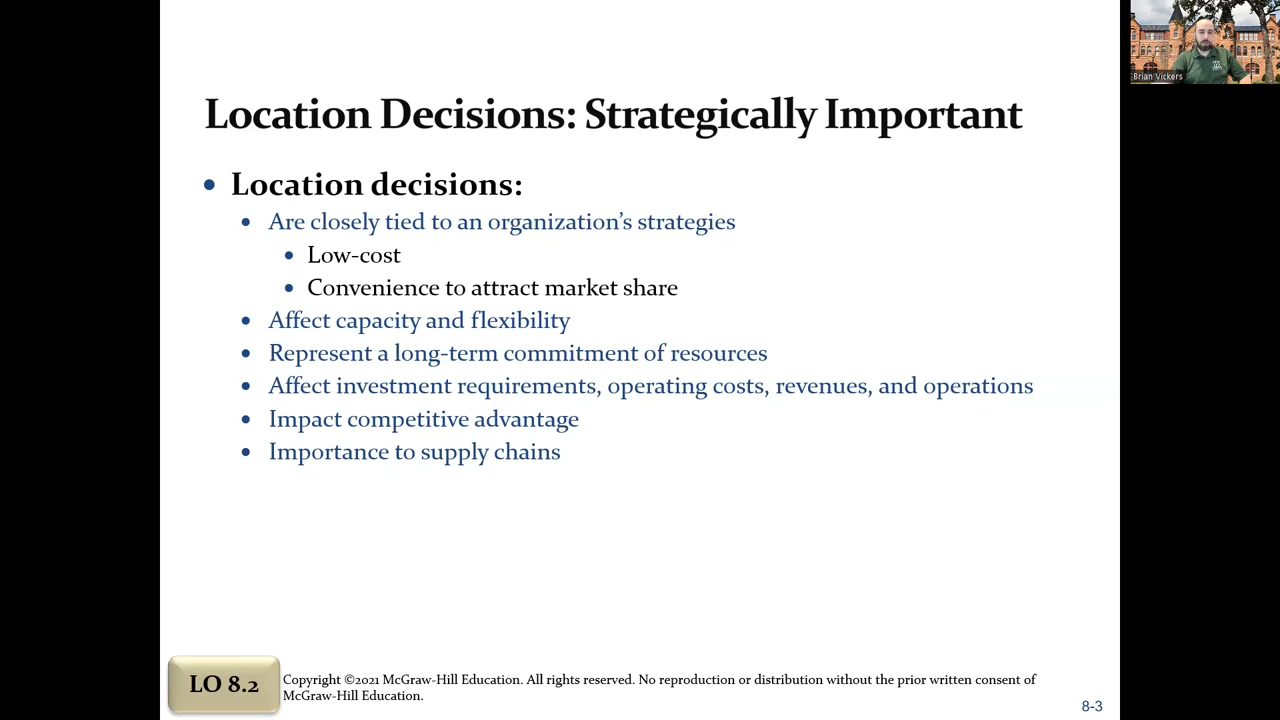 Location Decisions: Strategically Important
Location decisions:
Are closely tied to an organization's strategies
Low-cost
Convenience to attract market share
Affect capacity and flexibility
Represent a long-term commitment of resources
Affect investment requirements, operating costs, revenues, and operations
Impact competitive advantage
Importance to supply chains
LO 8.2
Copyright ©2021 McGraw-Hill Education. All rights reserved. No reproduction or distribution without the prior written consent of
McGraw-Hill Education.
8-3
Brian Vickers